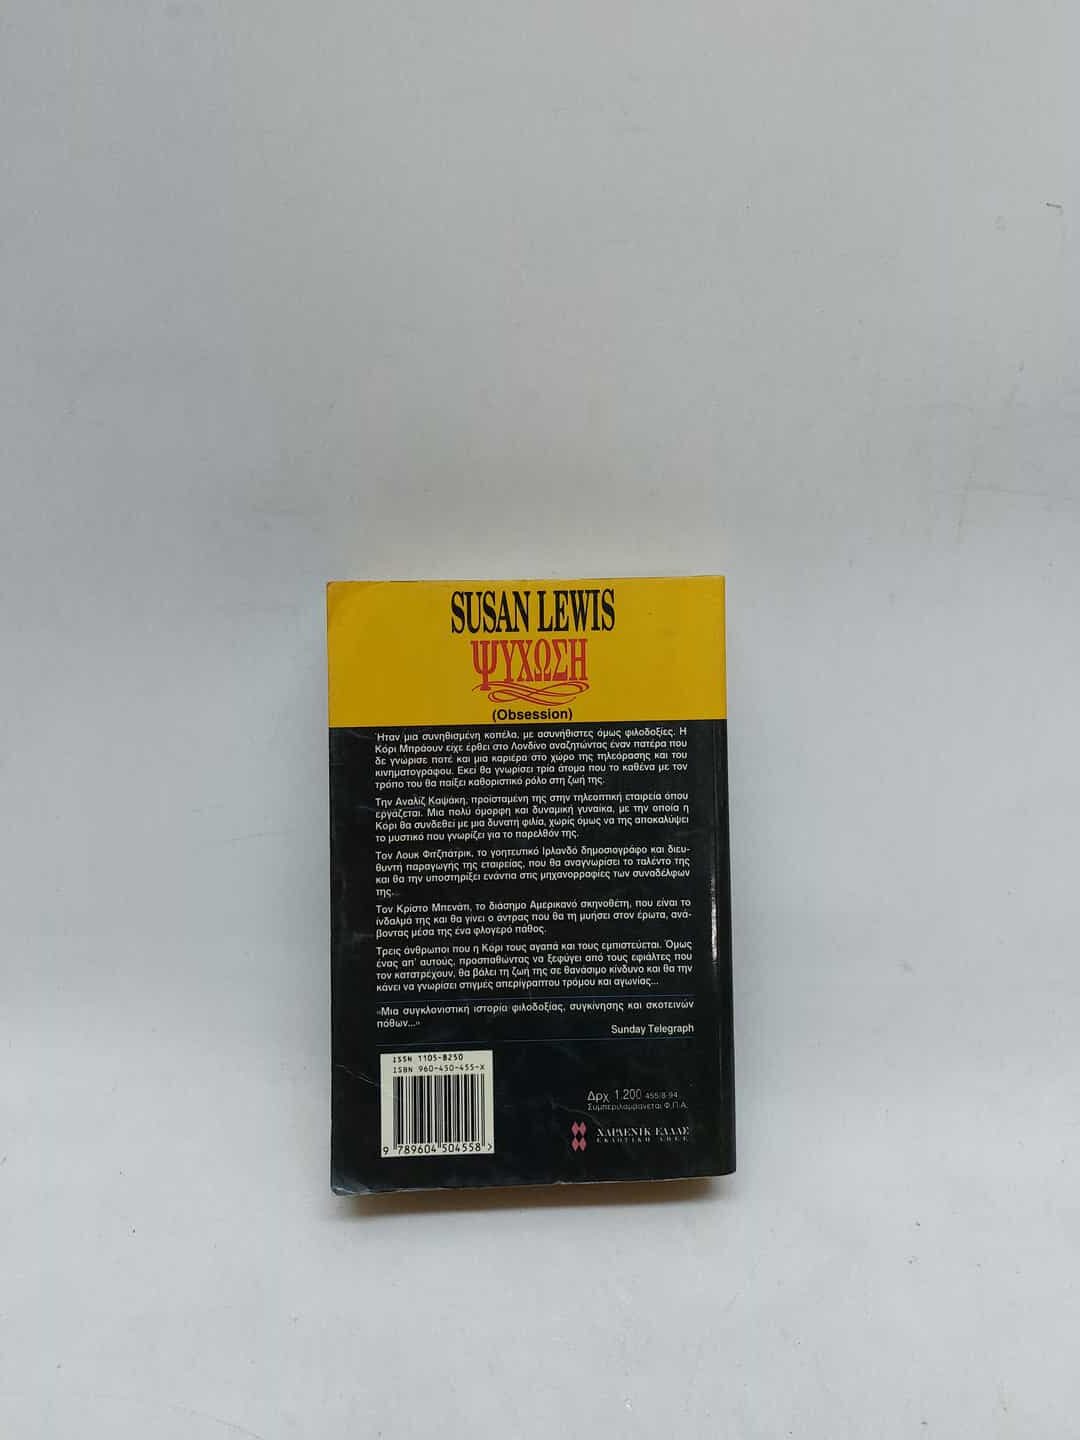 SUSAN LEWIS
ΨΥΧΩΣΗ
(Obsession)
Ήταν μια συνηθισμένη κοπέλα, με ασυνήθιστες όμως φιλοδοξίες. Η
Κόρι Μπράουν είχε έρθει στο Λονδίνο αναζητώντας έναν πατέρα που
δε γνώρισε ποτέ και μια καριέρα στο χώρο της τηλεόρασης και του
κινηματογράφου. Εκεί θα γνωρίσει τρία άτομα που το καθένα με τον
τρόπο του θα παίξει καθοριστικό ρόλο στη ζωή της.
Την Αναλίζ Καψάκη, προϊσταμένη της στην τηλεοπτική εταιρεία όπου
εργάζεται. Μια πολύ όμορφη και δυναμική γυναίκα, με την οποία η
Κόρι θα συνδεθεί με μια δυνατή φιλία, χωρίς όμως να της αποκαλύψει
το μυστικό που γνωρίζει για το παρελθόν της.
Τον Λουκ Φιτζπάτρικ, το γοητευτικό Ιρλανδό δημοσιογράφο και διευ-
θυντή παραγωγής της εταιρείας, που θα αναγνωρίσει το ταλέντο της
και θα την υποστηρίξει ενάντια στις μηχανορραφίες των συναδέλφων
της...
Τον Κρίστο Μπενάτι, το διάσημο Αμερικανό σκηνοθέτη, που είναι το
ίνδαλμά της και θα γίνει ο άντρας που θα τη μυήσει στον έρωτα, ανά-
βοντας μέσα της ένα φλογερό πάθος.
Τρεις άνθρωποι που η Κόρι τους αγαπά και τους εμπιστεύεται. Όμως
ένας απ' αυτούς, προσπαθώντας να ξεφύγει από τους εφιάλτες που
τον κατατρέχουν, θα βάλει τη ζωή της σε θανάσιμο κίνδυνο και θα την
κάνει να γνωρίσει στιγμές απερίγραπτου τρόμου και αγωνίας...
«Μια συγκλονιστική ιστορία φιλοδοξίας, συγκίνησης και σκοτεινών
πόθων...»
Sunday Telegraph
ISSN 1105-8250
ISBN 960-450-455-X
9 789604 504558 >
Δρχ. 1.200 455/8-94
Συμπεριλαμβάνεται Φ.Π.Α.
ΧΑΡΛΕΝΙΚ ΕΛΛΑΣ
ΕΚΔΟΤΙΚΗ ΑΒΕΕ